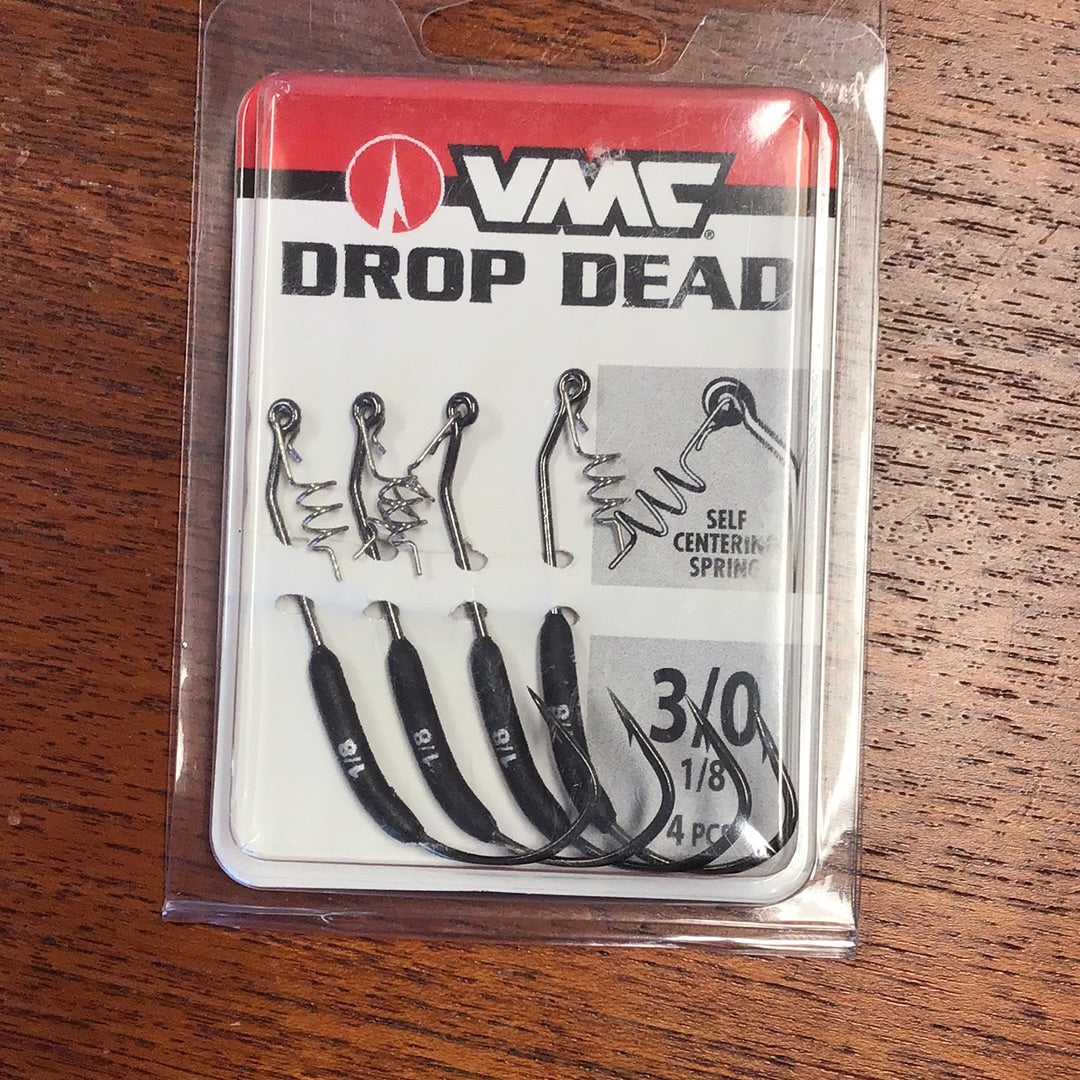 VMC®
DROP DEAD
SELF
CENTERING
SPRING
3/0
1/8
4 PCS
1/8
1/8
1/8